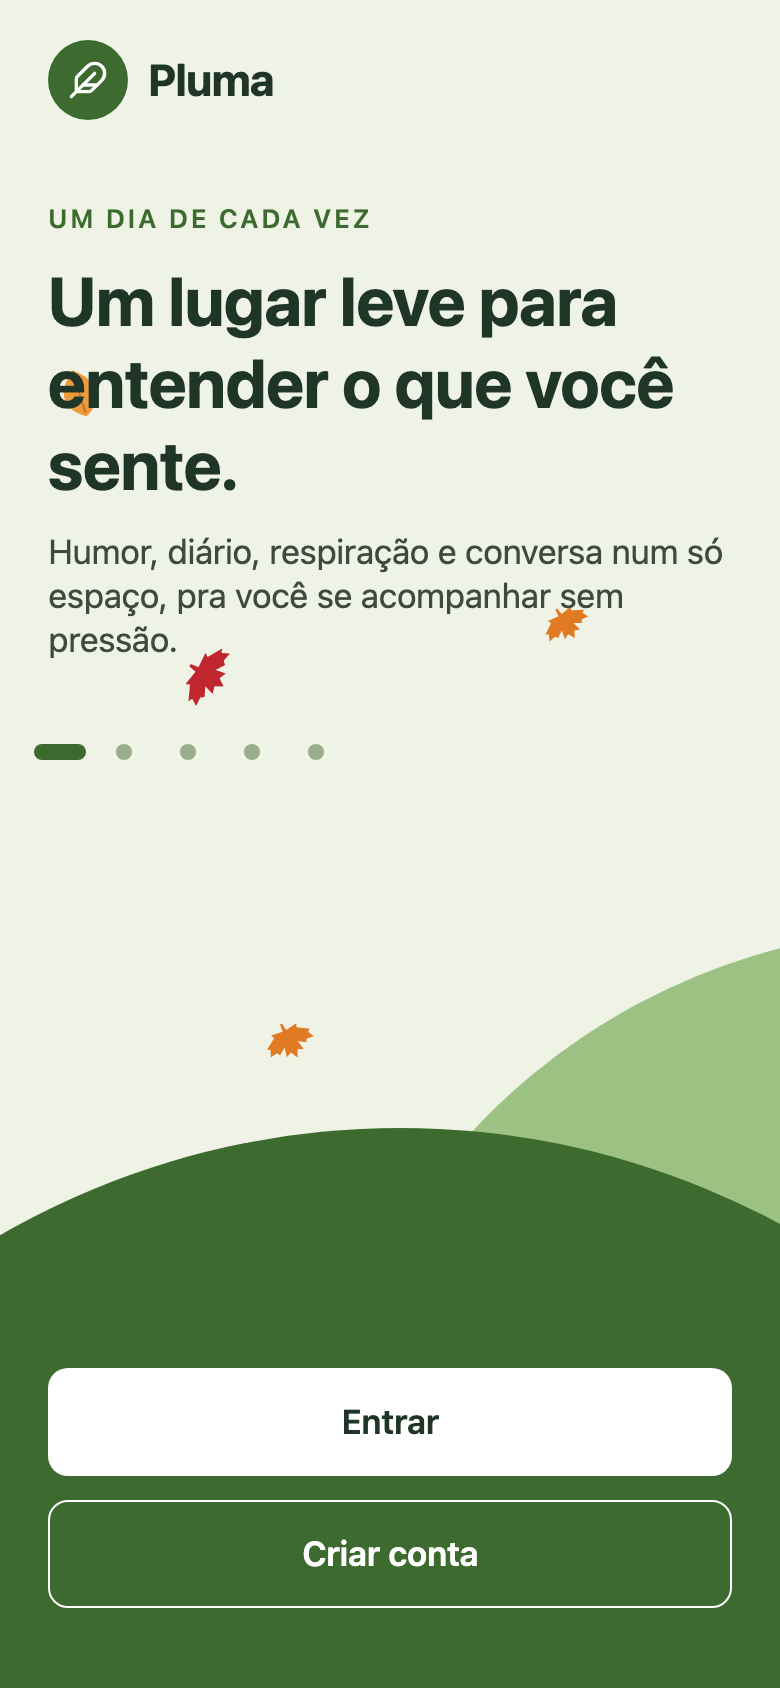 Pluma
UM DIA DE CADA VEZ
Um lugar leve para
entender o que você
sente.
Humor, diário, respiração e conversa num só
espaço, pra você se acompanhar sem
pressão.
Entrar
Criar conta